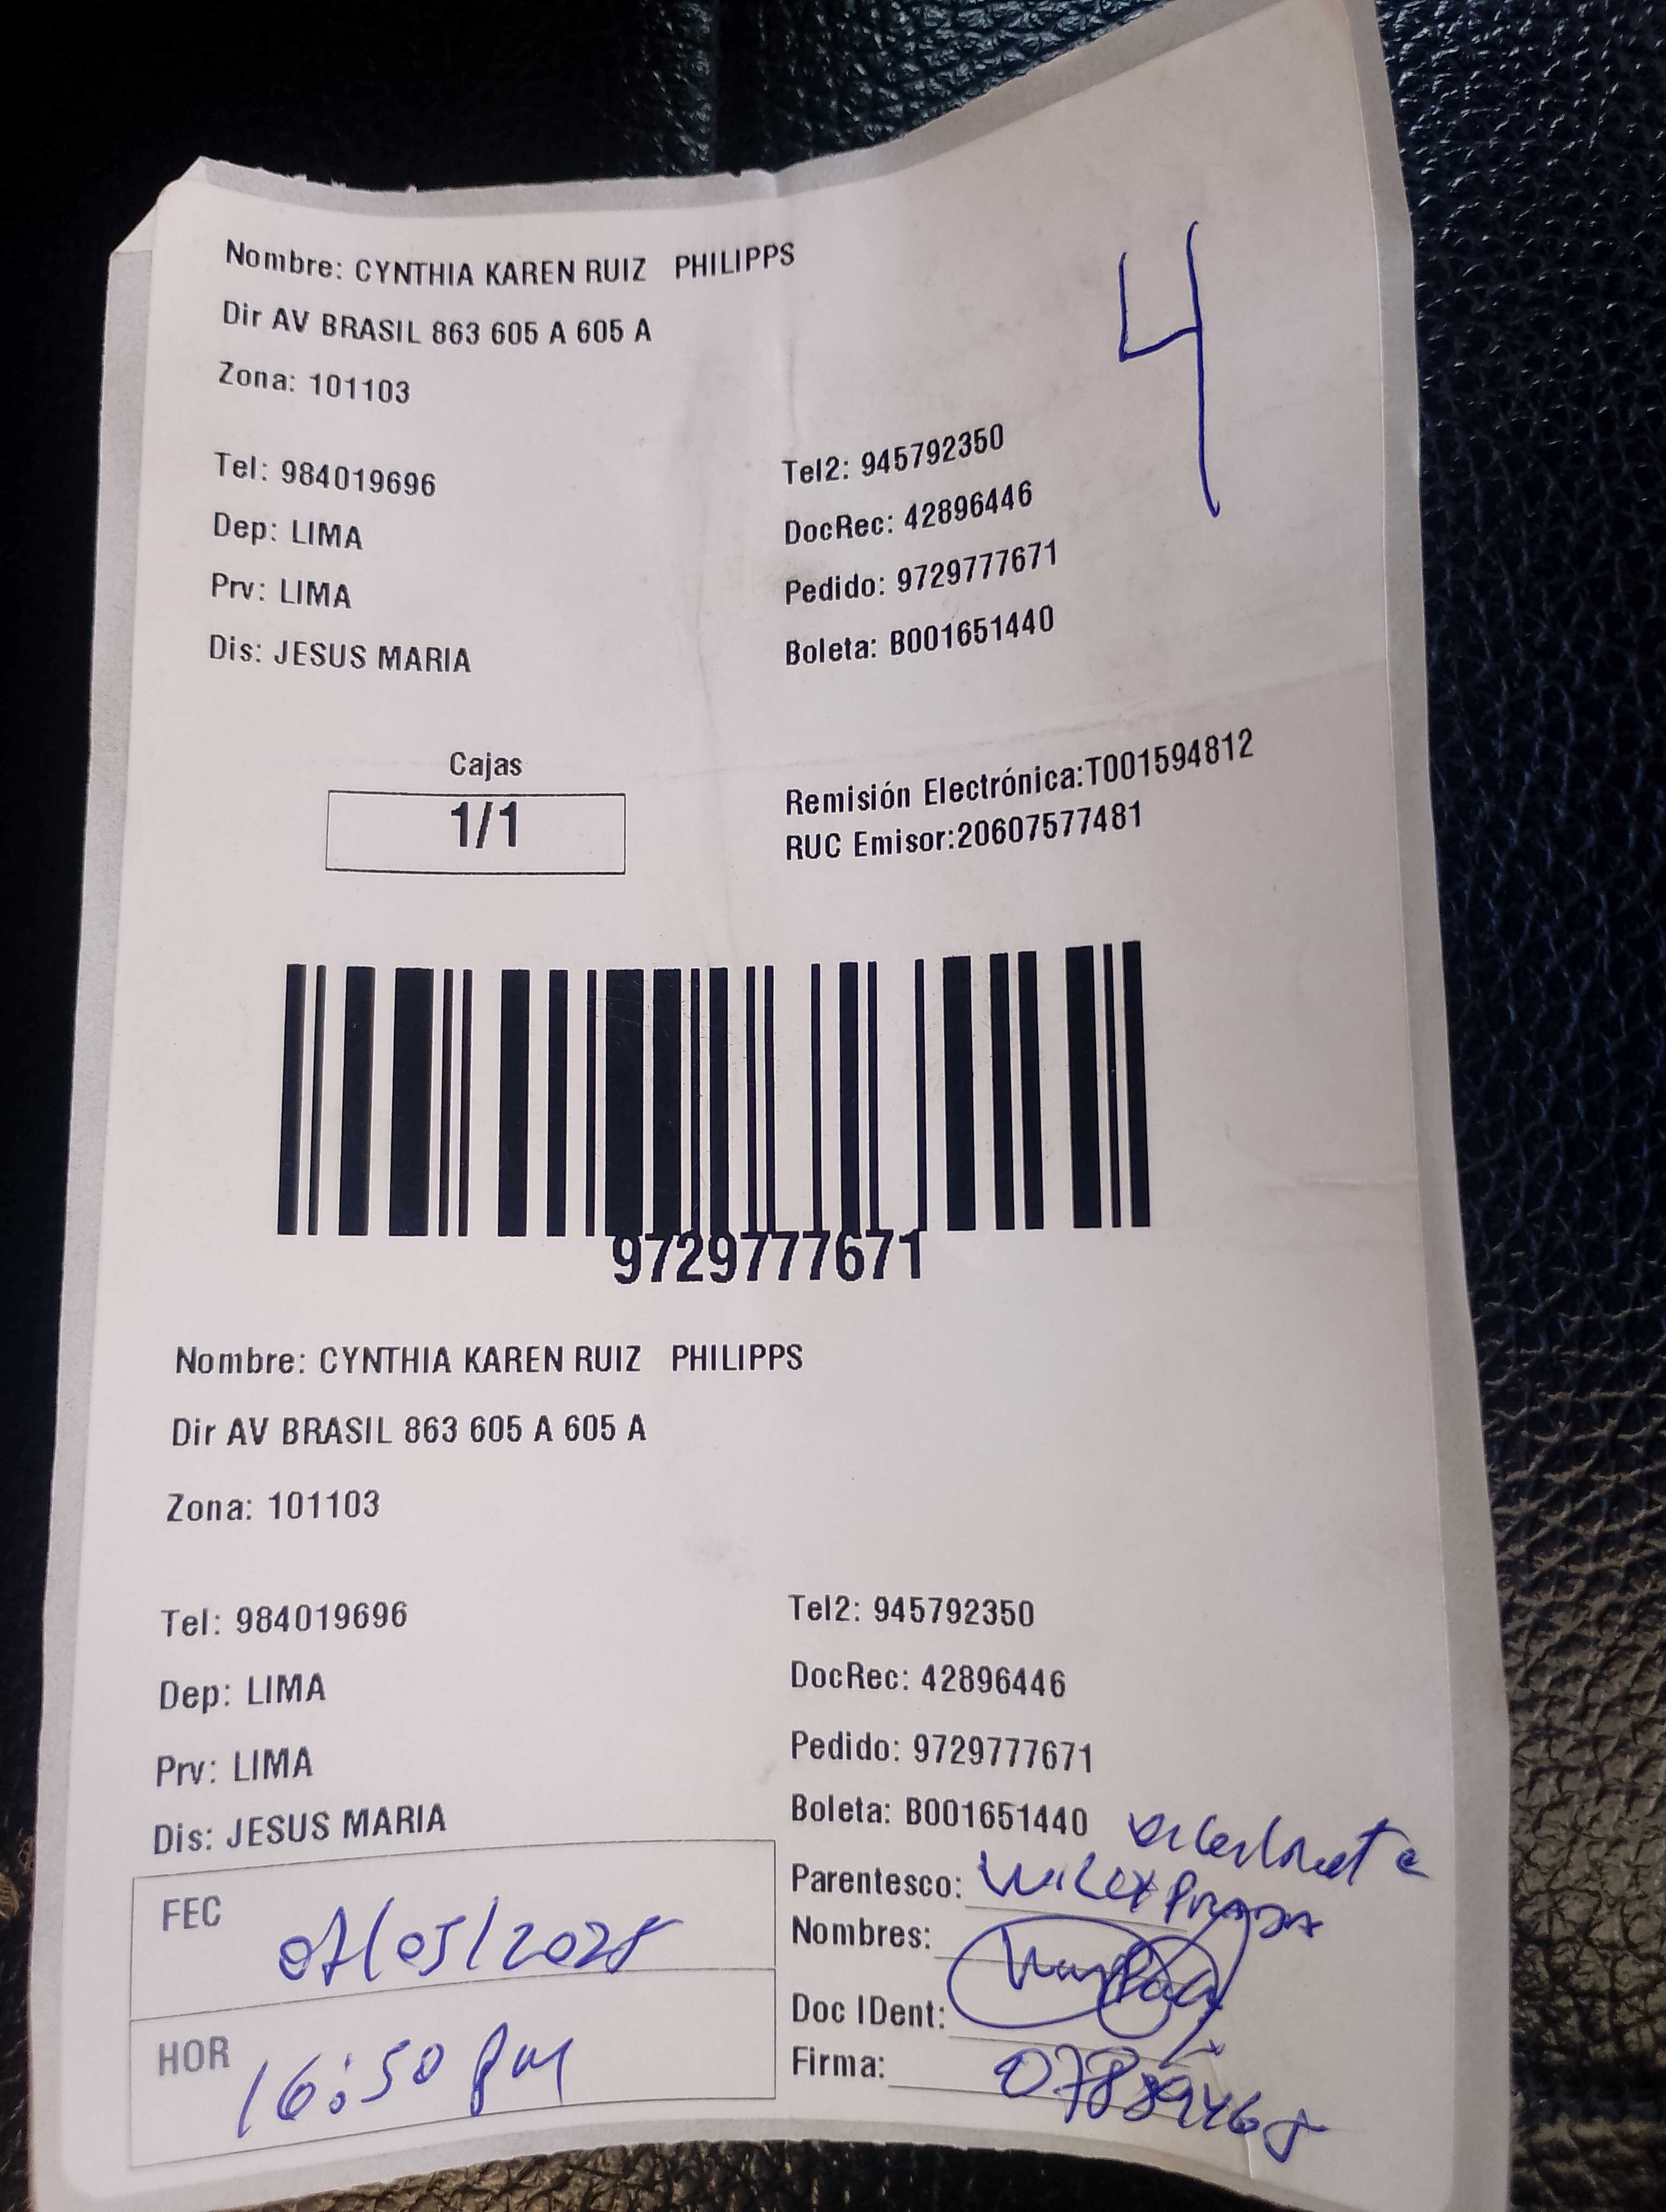 Nombre: CYNTHIA KAREN RUIZ PHILIPPS
Dir AV BRASIL 863 605 A 605 A
Zona: 101103
4
Tel: 984019696
Tel2: 945792350
Dep: LIMA
DocRec: 42896446
Prv: LIMA
Pedido: 9729777671
Dis: JESUS MARIA
Boleta: B001651440
Cajas
1/1
Remisión Electrónica:T001594812
RUC Emisor:20607577481
9729777671
Nombre: CYNTHIA KAREN RUIZ PHILIPPS
Dir AV BRASIL 863 605 A 605 A
Zona: 101103
Tel: 984019696
Tel2: 945792350
Dep: LIMA
DocRec: 42896446
Prv: LIMA
Pedido: 9729777671
Dis: JESUS MARIA
Boleta: B001651440
Parentesco:
FEC
Nombres:
Doc IDent:
HOR 16:50 pm
Firma: